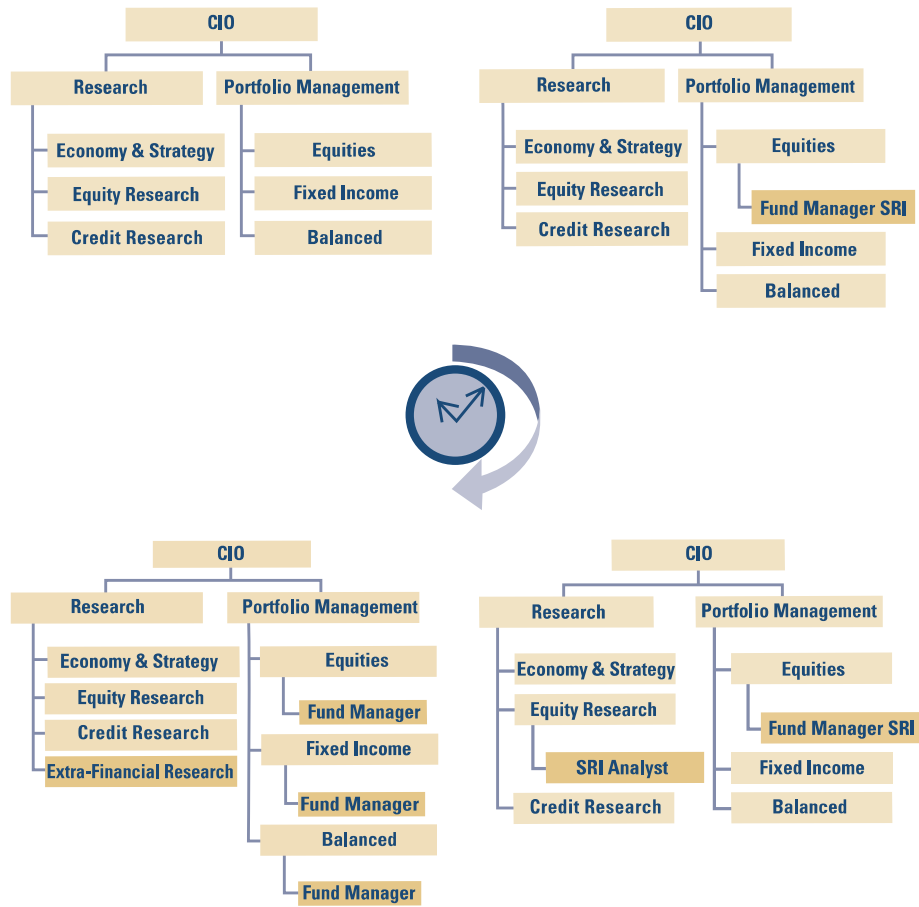 CIO
Research
Portfolio Management
Economy & Strategy
Equity Research
Credit Research
Equities
Fixed Income
Balanced
CIO
Research
Portfolio Management
Economy & Strategy
Equity Research
Credit Research
Equities
Fund Manager SRI
Fixed Income
Balanced
CIO
Research
Portfolio Management
Economy & Strategy
Equity Research
Credit Research
Extra-Financial Research
Equities
Fund Manager
Fixed Income
Fund Manager
Balanced
Fund Manager
CIO
Research
Portfolio Management
Economy & Strategy
Equity Research
SRI Analyst
Credit Research
Equities
Fund Manager SRI
Fixed Income
Balanced